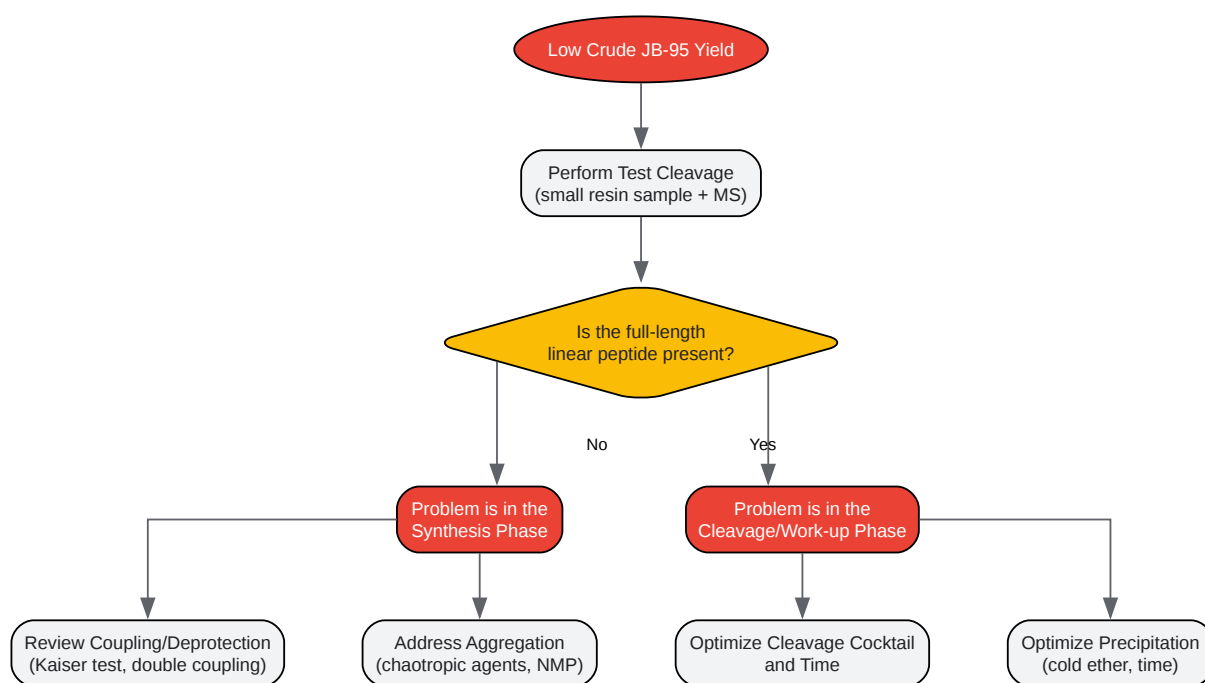 Low Crude JB-95 Yield
Perform Test Cleavage
(small resin sample + MS)
Is the full-length
linear peptide present?
No
Yes
Problem is in the
Synthesis Phase
Problem is in the
Cleavage/Work-up Phase
Review Coupling/Deprotection
(Kaiser test, double coupling)
Address Aggregation
(chaotropic agents, NMP)
Optimize Cleavage Cocktail
and Time
Optimize Precipitation
(cold ether, time)